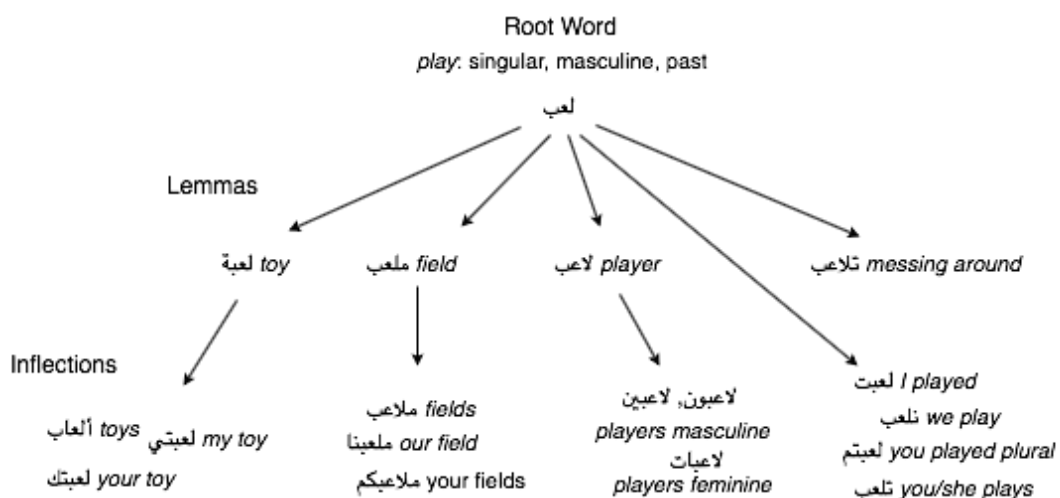 Root Word
play: singular, masculine, past
لعب
Lemmas
لعبة toy
ملعب field
لاعب player
تلاعب messing around
Inflections
ألعاب toys
لعبتي my toy
لعبتك your toy
ملاعب fields
ملعبنا our field
ملاعبكم your fields
لاعبون, لاعبين
players masculine
لاعبات
players feminine
لعبت I played
نلعب we play
لعبتم you played plural
تلعب you/she plays